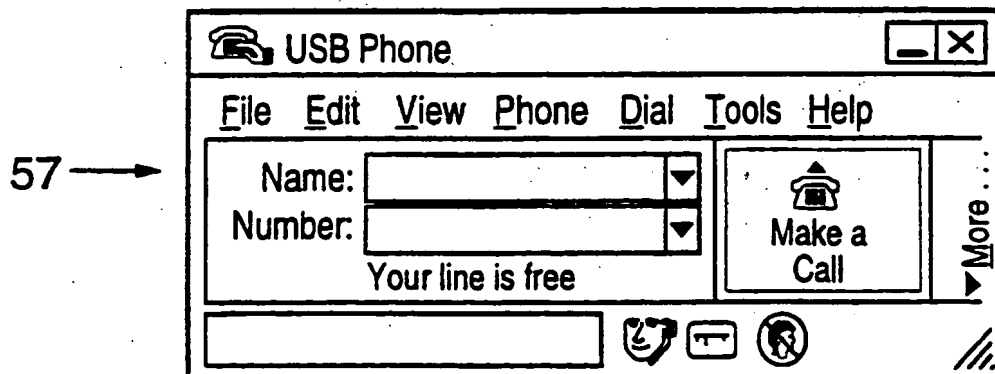 USB Phone
File Edit View Phone Dial Tools Help
57
Name:
Number:
Your line is free
Make a
Call
More...